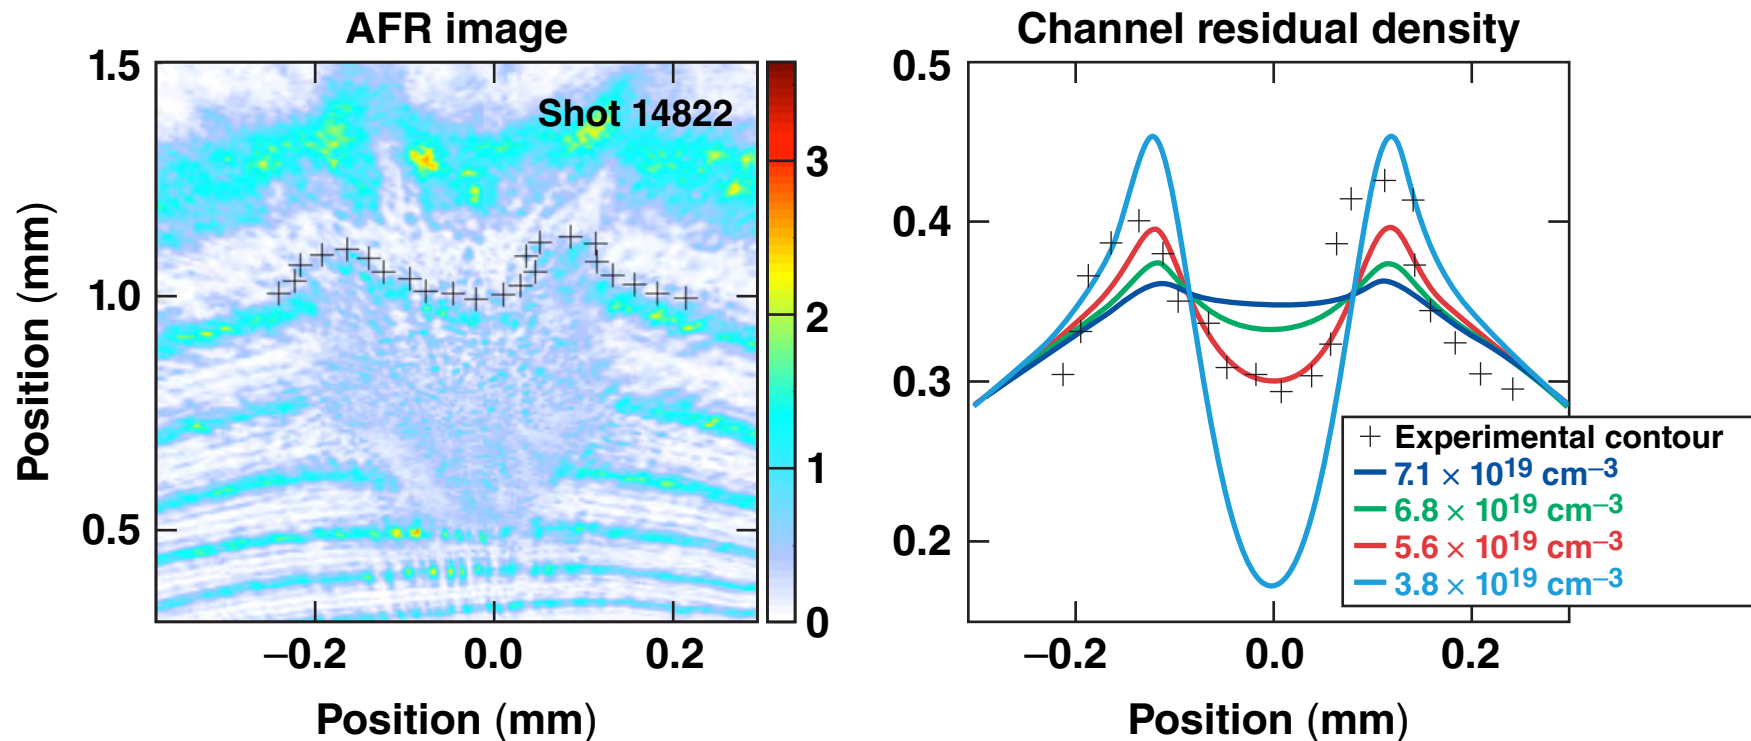 AFR image
Channel residual density
Shot 14822
1.5
1.0
0.5
Position (mm)
–0.2
0.0
0.2
Position (mm)
3
2
1
0
0.5
0.4
0.3
0.2
–0.2
0.0
0.2
Position (mm)
Experimental contour
7.1 × 10¹⁹ cm⁻³
6.8 × 10¹⁹ cm⁻³
5.6 × 10¹⁹ cm⁻³
3.8 × 10¹⁹ cm⁻³